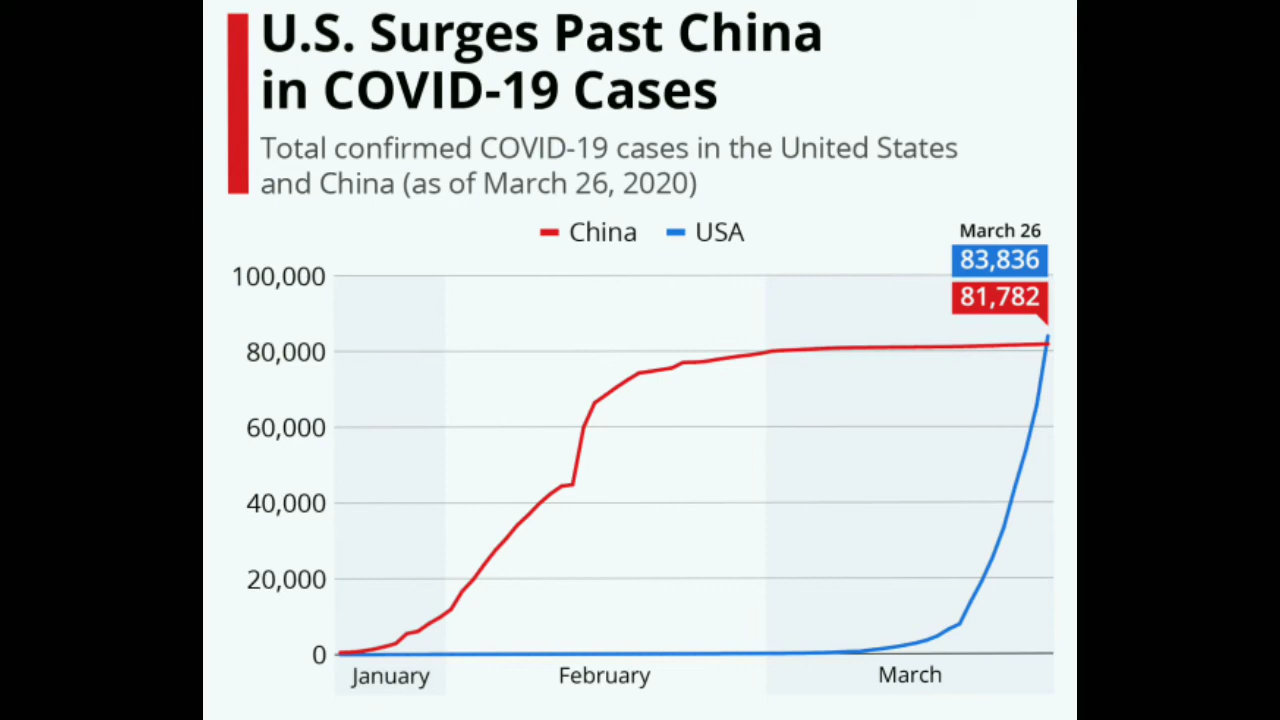 U.S. Surges Past China
in COVID-19 Cases
Total confirmed COVID-19 cases in the United States
and China (as of March 26, 2020)
China USA
March 26
83,836
81,782
100,000
80,000
60,000
40,000
20,000
0
January February March